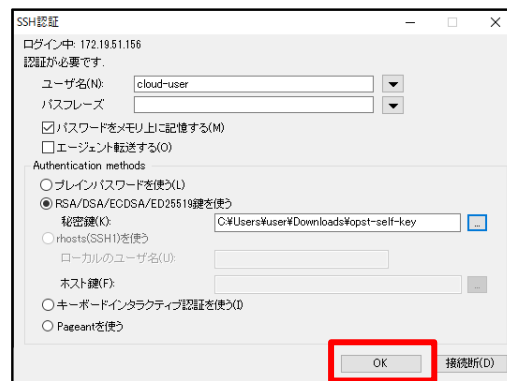 SSH認証
ログイン中: 172.19.51.156
認証が必要です.
ユーザ名(N): cloud-user
パスフレーズ
パスワードをメモリ上に記憶する(M)
エージェント転送する(O)
Authentication methods
プレインパスワードを使う(L)
RSA/DSA/ECDSA/ED25519鍵を使う
秘密鍵(K): C:¥Users¥user¥Downloads¥opst-self-key ...
rhosts(SSH1)を使う
ローカルのユーザ名(U):
ホスト鍵(F): ...
キーボードインタラクティブ認証を使う(I)
Pageantを使う
OK 接続断(D)